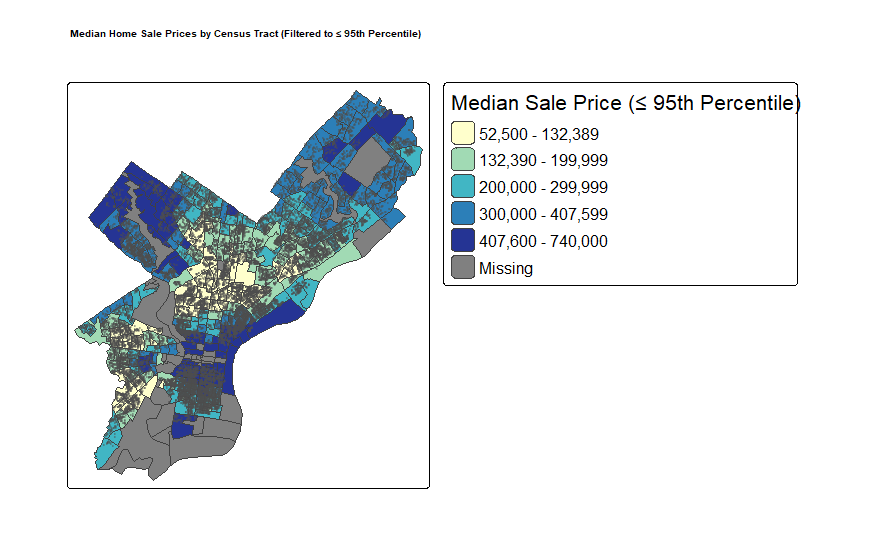 Median Home Sale Prices by Census Tract (Filtered to ≤ 95th Percentile)
Median Sale Price (≤ 95th Percentile)
52,500 - 132,389
132,390 - 199,999
200,000 - 299,999
300,000 - 407,599
407,600 - 740,000
Missing